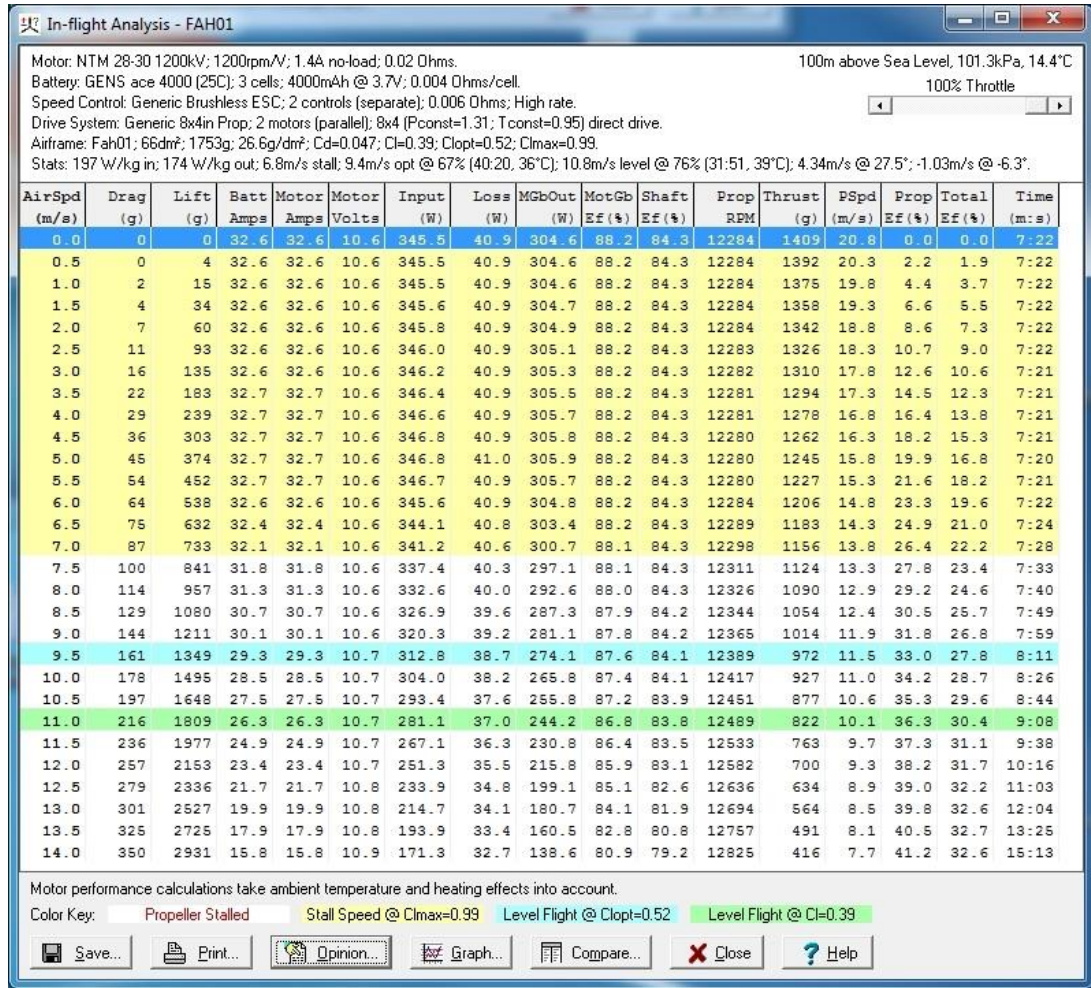 In-flight Analysis - FAH01
Motor: NTM 28-30 1200kV; 1200rpm/V; 1.4A no-load; 0.02 Ohms.
100m above Sea Level, 101.3kPa, 14.4°C
Battery: GENS ace 4000 (25C); 3 cells; 4000mAh @ 3.7V; 0.004 Ohms/cell.
100% Throttle
Speed Control: Generic Brushless ESC; 2 controls (separate); 0.006 Ohms; High rate.
Drive System: Generic 8x4in Prop; 2 motors (parallel); 8x4 (Pconst=1.31; Tconst=0.95) direct drive.
Airframe: Fah01; 66dm²; 1753g; 26.6g/dm²; Cd=0.047; Cl=0.39; Clopt=0.52; Clmax=0.99.
Stats: 197 W/kg in; 174 W/kg out; 6.8m/s stall; 9.4m/s opt @ 67% (40:20, 36°C); 10.8m/s level @ 76% (31:51, 39°C); 4.34m/s @ 27.5°; -1.03m/s @ -6.3°.
AirSpd Drag Lift Batt Motor Motor Input Loss MGbOut MotGb Shaft Prop Thrust PSpd Prop Total Time
(m/s) (g) (g) Amps Amps Volts (W) (W) (W) Ef(%) Ef(%) RPM (g) (m/s) Ef(%) Ef(%) (m:s)
0.0 0 0 32.6 32.6 10.6 345.5 40.9 304.6 88.2 84.3 12284 1409 20.8 0.0 0.0 7:22
0.5 0 4 32.6 32.6 10.6 345.5 40.9 304.6 88.2 84.3 12284 1392 20.3 2.2 1.9 7:22
1.0 2 15 32.6 32.6 10.6 345.5 40.9 304.6 88.2 84.3 12284 1375 19.8 4.4 3.7 7:22
1.5 4 34 32.6 32.6 10.6 345.6 40.9 304.7 88.2 84.3 12284 1358 19.3 6.6 5.5 7:22
2.0 7 60 32.6 32.6 10.6 345.8 40.9 304.9 88.2 84.3 12284 1342 18.8 8.6 7.3 7:22
2.5 11 93 32.6 32.6 10.6 346.0 40.9 305.1 88.2 84.3 12283 1326 18.3 10.7 9.0 7:22
3.0 16 135 32.6 32.6 10.6 346.2 40.9 305.3 88.2 84.3 12282 1310 17.8 12.6 10.6 7:21
3.5 22 183 32.7 32.7 10.6 346.4 40.9 305.5 88.2 84.3 12281 1294 17.3 14.5 12.3 7:21
4.0 29 239 32.7 32.7 10.6 346.6 40.9 305.7 88.2 84.3 12281 1278 16.8 16.4 13.8 7:21
4.5 36 303 32.7 32.7 10.6 346.8 40.9 305.8 88.2 84.3 12280 1262 16.3 18.2 15.3 7:21
5.0 45 374 32.7 32.7 10.6 346.8 41.0 305.9 88.2 84.3 12280 1245 15.8 19.9 16.8 7:20
5.5 54 452 32.7 32.7 10.6 346.7 40.9 305.7 88.2 84.3 12280 1227 15.3 21.6 18.2 7:21
6.0 64 538 32.6 32.6 10.6 345.6 40.9 304.8 88.2 84.3 12284 1206 14.8 23.3 19.6 7:22
6.5 75 632 32.4 32.4 10.6 344.1 40.8 303.4 88.2 84.3 12289 1183 14.3 24.9 21.0 7:24
7.0 87 733 32.1 32.1 10.6 341.2 40.6 300.7 88.1 84.3 12298 1156 13.8 26.4 22.2 7:28
7.5 100 841 31.8 31.8 10.6 337.4 40.3 297.1 88.1 84.3 12311 1124 13.3 27.8 23.4 7:33
8.0 114 957 31.3 31.3 10.6 332.6 40.0 292.6 88.0 84.3 12326 1090 12.9 29.2 24.6 7:40
8.5 129 1080 30.7 30.7 10.6 326.9 39.6 287.3 87.9 84.2 12344 1054 12.4 30.5 25.7 7:49
9.0 144 1211 30.1 30.1 10.6 320.3 39.2 281.1 87.8 84.2 12365 1014 11.9 31.8 26.8 7:59
9.5 161 1349 29.3 29.3 10.7 312.8 38.7 274.1 87.6 84.1 12389 972 11.5 33.0 27.8 8:11
10.0 178 1495 28.5 28.5 10.7 304.0 38.2 265.8 87.4 84.1 12417 927 11.0 34.2 28.7 8:26
10.5 197 1648 27.5 27.5 10.7 293.4 37.6 255.8 87.2 83.9 12451 877 10.6 35.3 29.6 8:44
11.0 216 1809 26.3 26.3 10.7 281.1 37.0 244.2 86.8 83.8 12489 822 10.1 36.3 30.4 9:08
11.5 236 1977 24.9 24.9 10.7 267.1 36.3 230.8 86.4 83.5 12533 763 9.7 37.3 31.1 9:38
12.0 257 2153 23.4 23.4 10.7 251.3 35.5 215.8 85.9 83.1 12582 700 9.3 38.2 31.7 10:16
12.5 279 2336 21.7 21.7 10.8 233.9 34.8 199.1 85.1 82.6 12636 634 8.9 39.0 32.2 11:03
13.0 301 2527 19.9 19.9 10.8 214.7 34.1 180.7 84.1 81.9 12694 564 8.5 39.8 32.6 12:04
13.5 325 2725 17.9 17.9 10.8 193.9 33.4 160.5 82.8 80.8 12757 491 8.1 40.5 32.7 13:25
14.0 350 2931 15.8 15.8 10.9 171.3 32.7 138.6 80.9 79.2 12825 416 7.7 41.2 32.6 15:13
Motor performance calculations take ambient temperature and heating effects into account.
Color Key: Propeller Stalled Stall Speed @ Clmax=0.99 Level Flight @ Clopt=0.52 Level Flight @ Cl=0.39
Save... Print... Opinion... Graph... Compare... Close Help